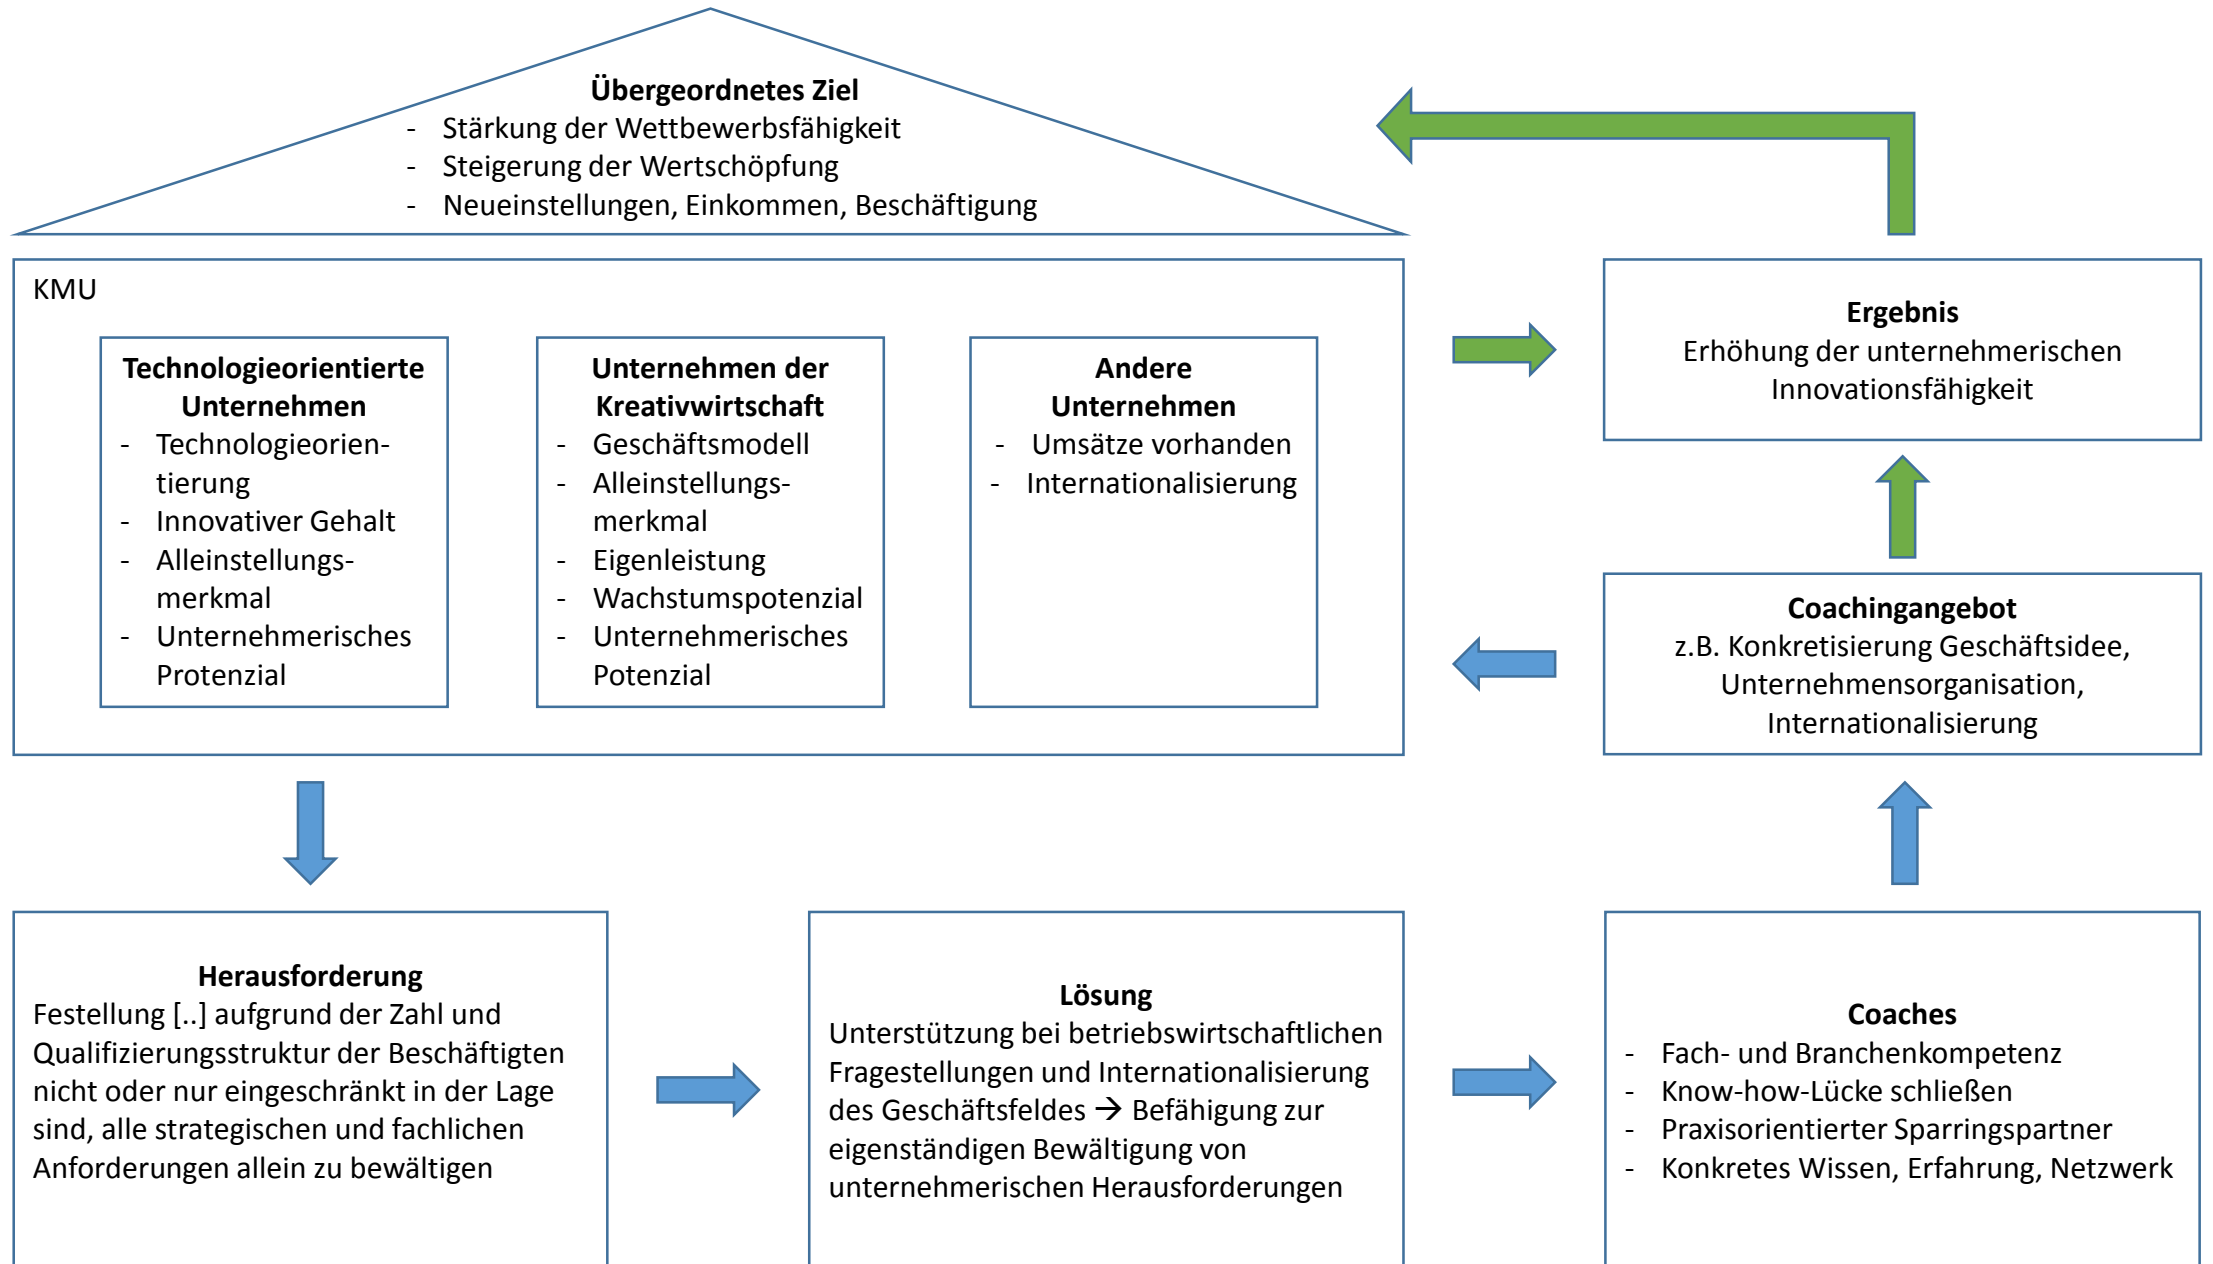 Übergeordnetes Ziel
- Stärkung der Wettbewerbsfähigkeit
- Steigerung der Wertschöpfung
- Neueinstellungen, Einkommen, Beschäftigung
KMU
Technologieorientierte
Unternehmen
- Technologieorien-
tierung
- Innovativer Gehalt
- Alleinstellungs-
merkmal
- Unternehmerisches
Protenzial
Unternehmen der
Kreativwirtschaft
- Geschäftsmodell
- Alleinstellungs-
merkmal
- Eigenleistung
- Wachstumspotenzial
- Unternehmerisches
Potenzial
Andere
Unternehmen
- Umsätze vorhanden
- Internationalisierung
Ergebnis
Erhöhung der unternehmerischen
Innovationsfähigkeit
Coachingangebot
z.B. Konkretisierung Geschäftsidee,
Unternehmensorganisation,
Internationalisierung
Herausforderung
Festellung [..] aufgrund der Zahl und
Qualifizierungsstruktur der Beschäftigten
nicht oder nur eingeschränkt in der Lage
sind, alle strategischen und fachlichen
Anforderungen allein zu bewältigen
Lösung
Unterstützung bei betriebswirtschaftlichen
Fragestellungen und Internationalisierung
des Geschäftsfeldes → Befähigung zur
eigenständigen Bewältigung von
unternehmerischen Herausforderungen
Coaches
- Fach- und Branchenkompetenz
- Know-how-Lücke schließen
- Praxisorientierter Sparringspartner
- Konkretes Wissen, Erfahrung, Netzwerk